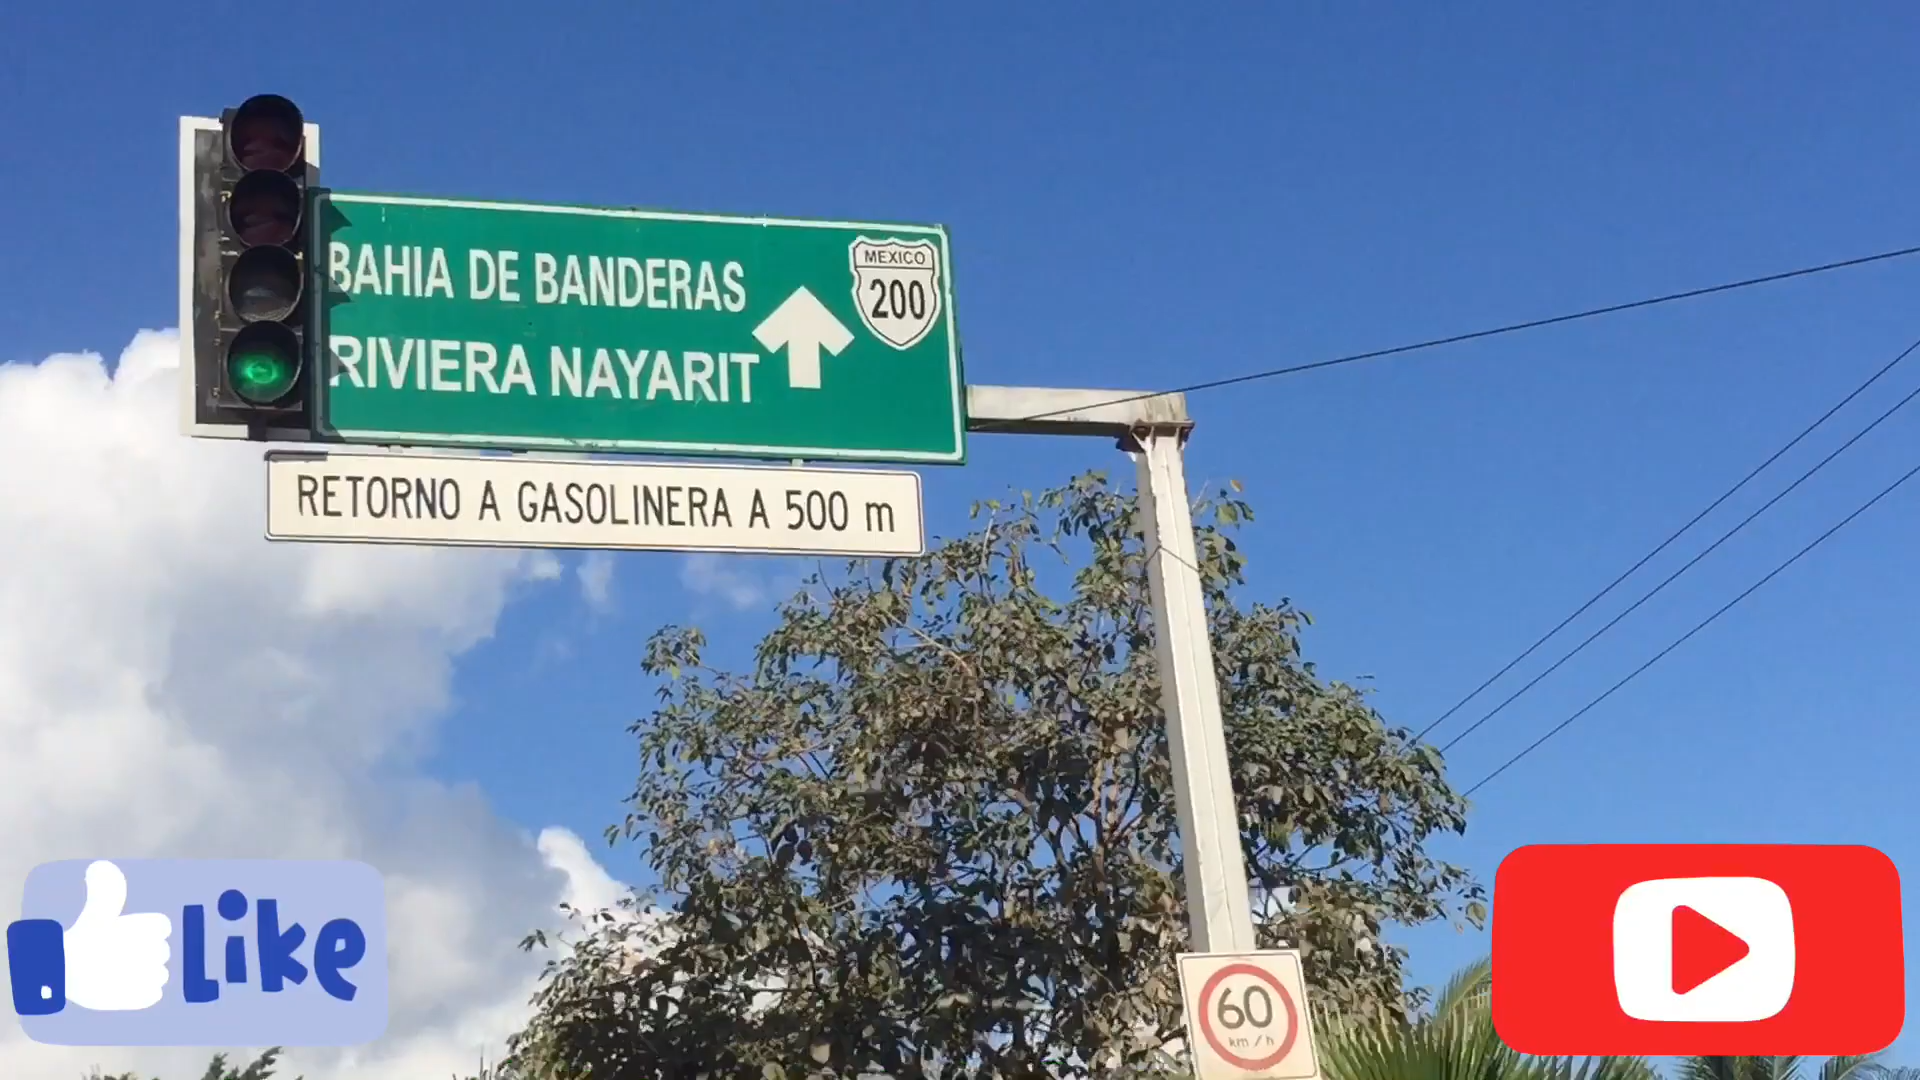 BAHIA DE BANDERAS
MEXICO
200
RIVIERA NAYARIT
RETORNO A GASOLINERA A 500 m
Like
60
km/h